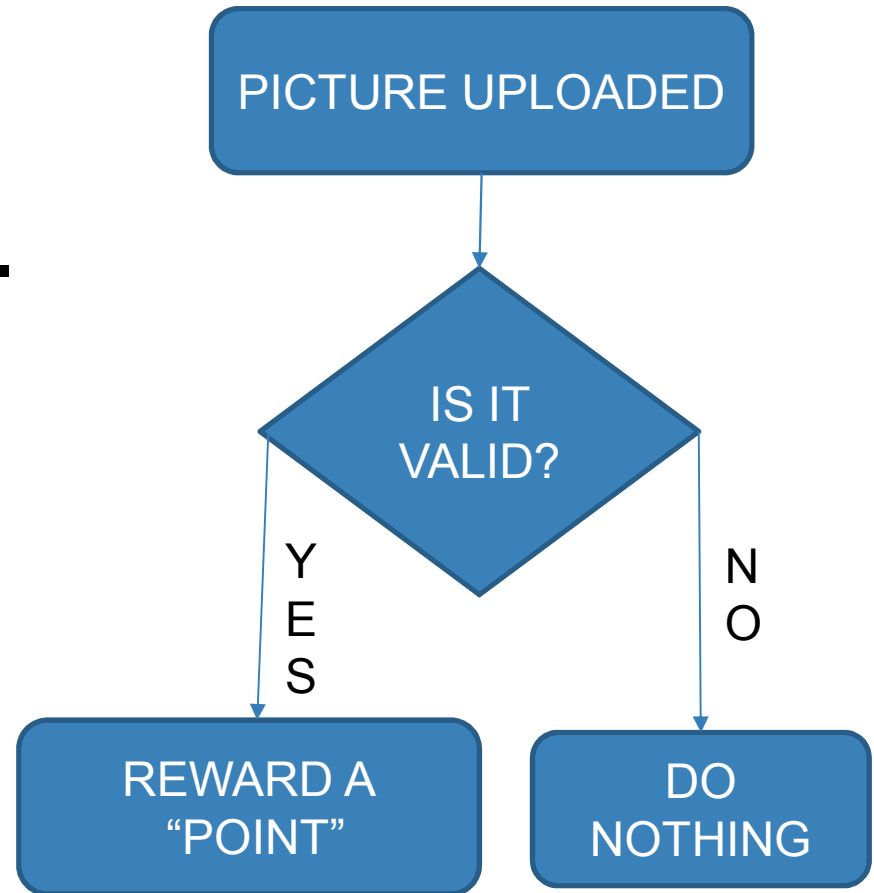 PICTURE UPLOADED
IS IT
VALID?
Y
E
S
N
O
REWARD A
“POINT”
DO
NOTHING